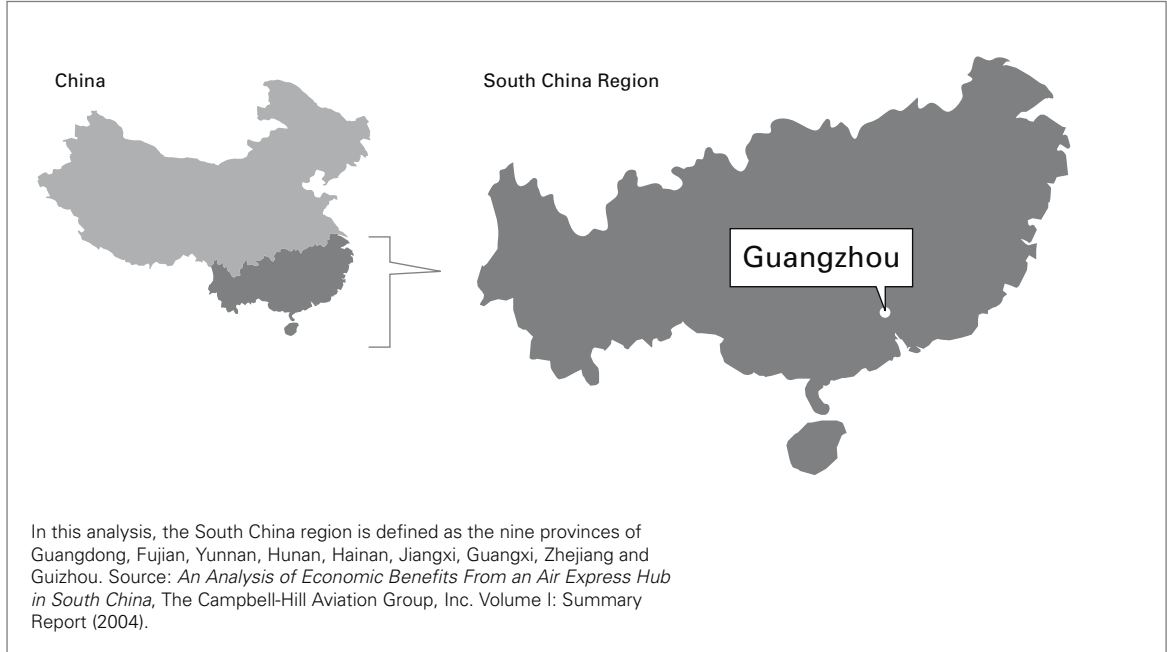 China
South China Region
Guangzhou
In this analysis, the South China region is defined as the nine provinces of
Guangdong, Fujian, Yunnan, Hunan, Hainan, Jiangxi, Guangxi, Zhejiang and
Guizhou. Source: An Analysis of Economic Benefits From an Air Express Hub
in South China, The Campbell-Hill Aviation Group, Inc. Volume I: Summary
Report (2004).